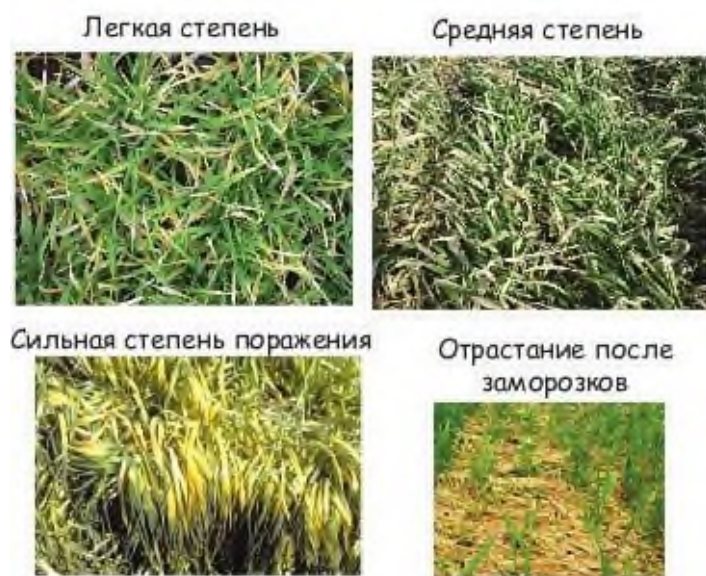 Легкая степень
Средняя степень
Сильная степень поражения
Отрастание после
заморозков